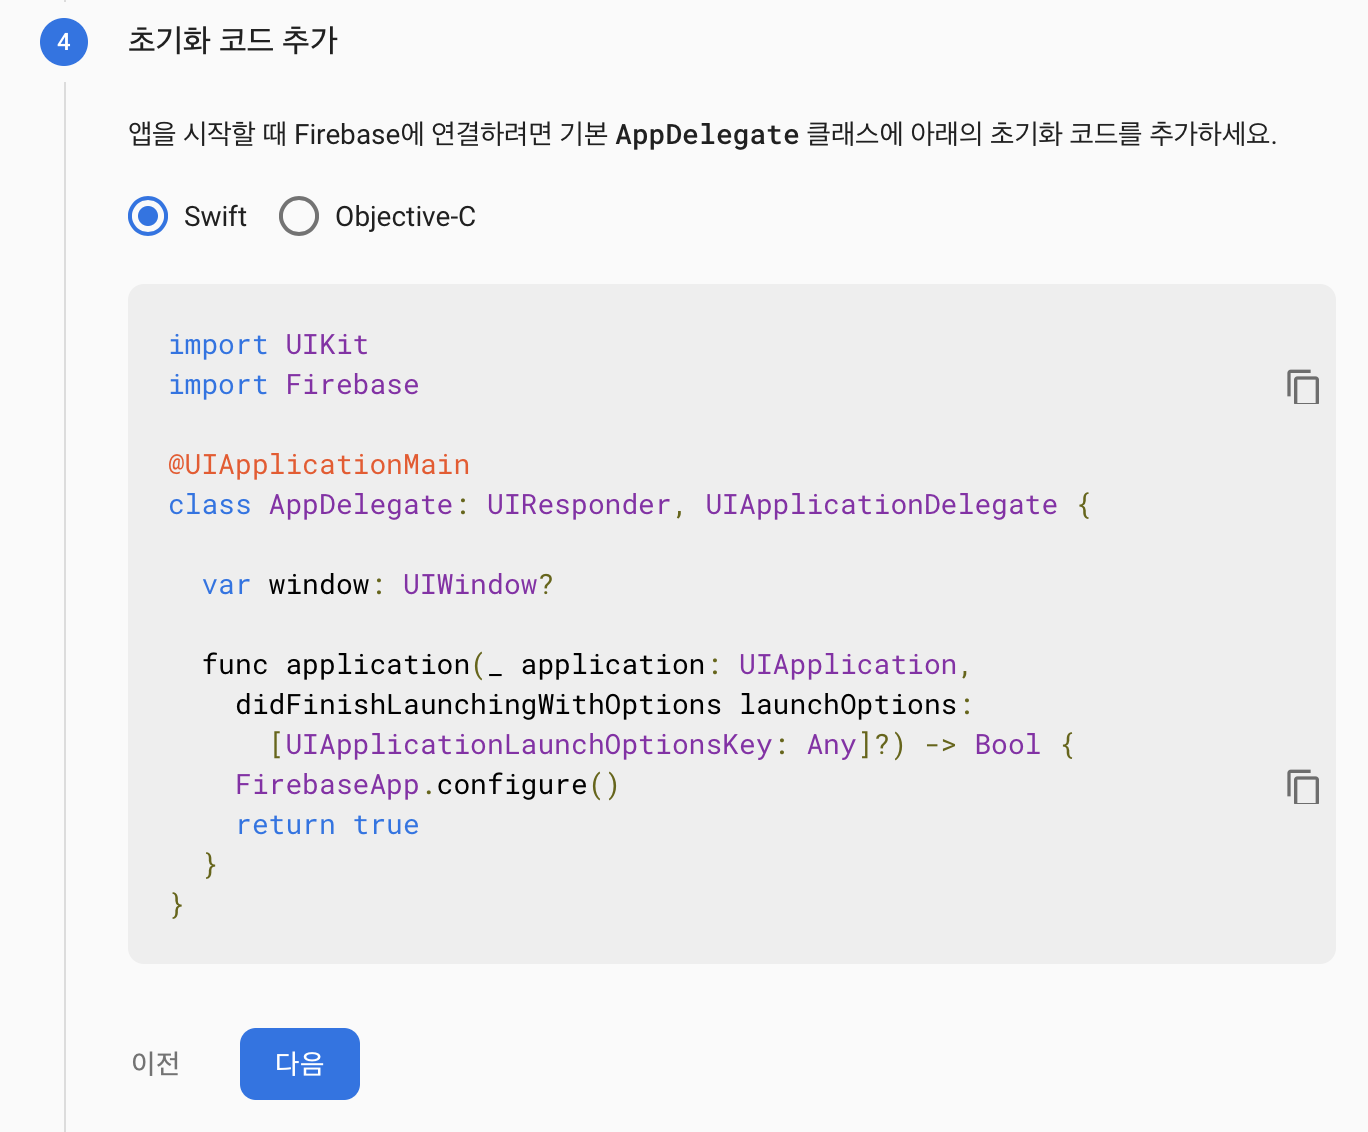 4 초기화 코드 추가
앱을 시작할 때 Firebase에 연결하려면 기본 AppDelegate 클래스에 아래의 초기화 코드를 추가하세요.
Swift Objective-C
import UIKit
import Firebase
@UIApplicationMain
class AppDelegate: UIResponder, UIApplicationDelegate {
  var window: UIWindow?
  func application(_ application: UIApplication,
    didFinishLaunchingWithOptions launchOptions:
      [UIApplicationLaunchOptionsKey: Any]?) -> Bool {
    FirebaseApp.configure()
    return true
  }
}
이전 다음